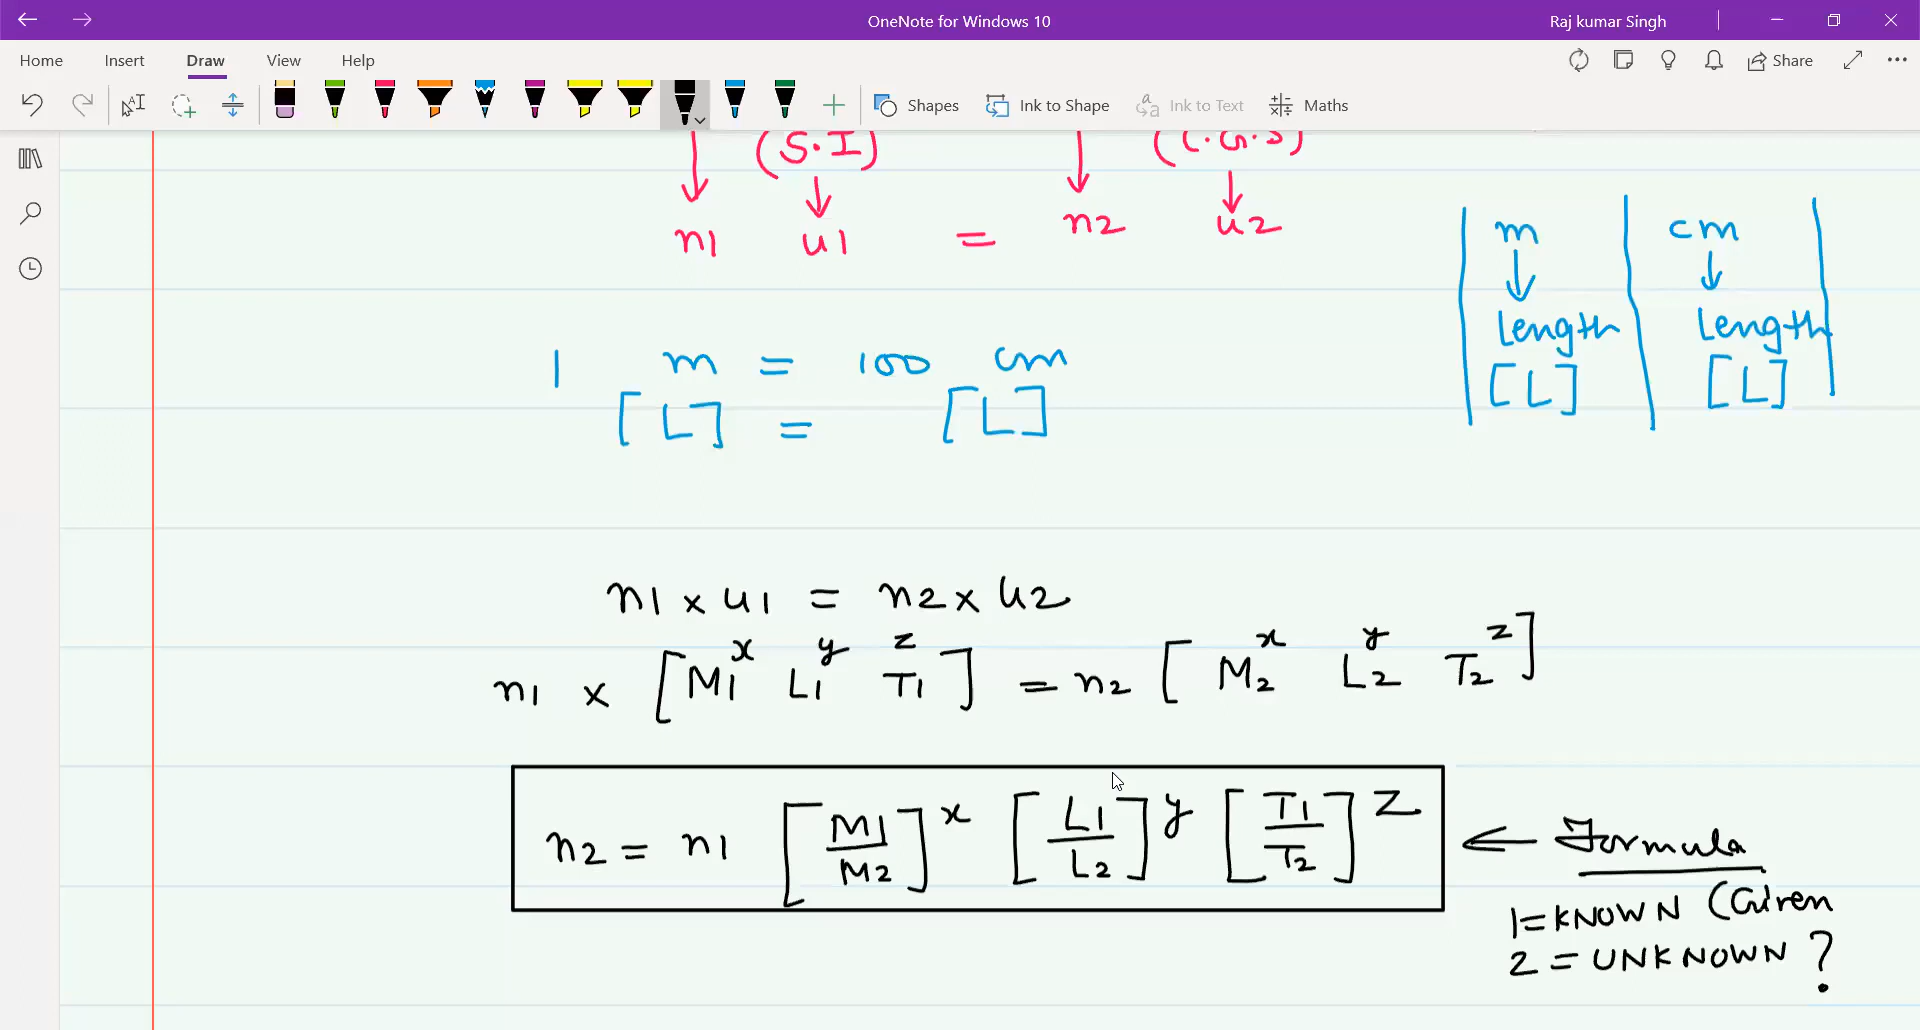 OneNote for Windows 10
Raj kumar Singh
Home Insert Draw View Help
Share
Shapes Ink to Shape Ink to Text Maths
(S.I) (C.G.S)
n1 u1 = n2 u2
m cm
Length Length
[L] [L]
1 m = 100 cm
[L] = [L]
n1 × u1 = n2 × u2
n1 × [M1^x L1^y T1^z] = n2 [M2^x L2^y T2^z]
n2 = n1 [M1/M2]^x [L1/L2]^y [T1/T2]^z ← Formula
1 = KNOWN (Given
2 = UNKNOWN ?